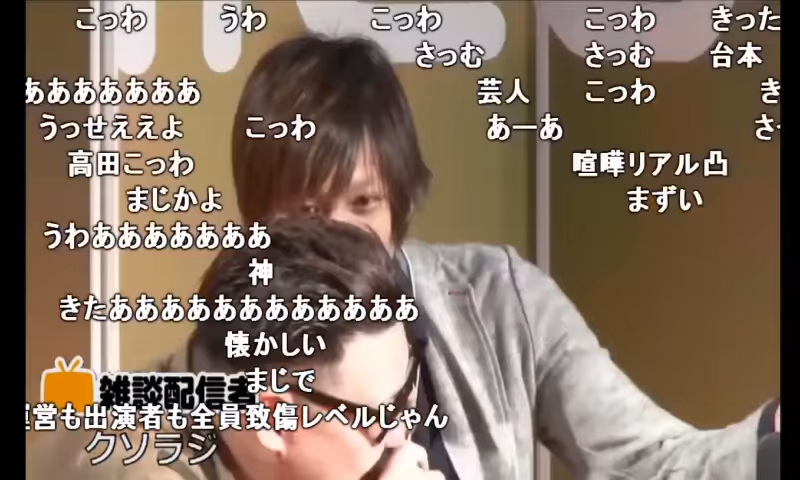 こっわ うわ こっわ こっわ きった
さっむ さっむ 台本
あああああああ 芸人 こっわ き
うっせええよ こっわ あーあ さっ
高田こっわ 喧嘩リアル凸
まじかよ まずい
うわあああああああ
神
きたああああああああああああ
懐かしい
まじで
雑談配信者
運営も出演者も全員致傷レベルじゃん
クソラジ